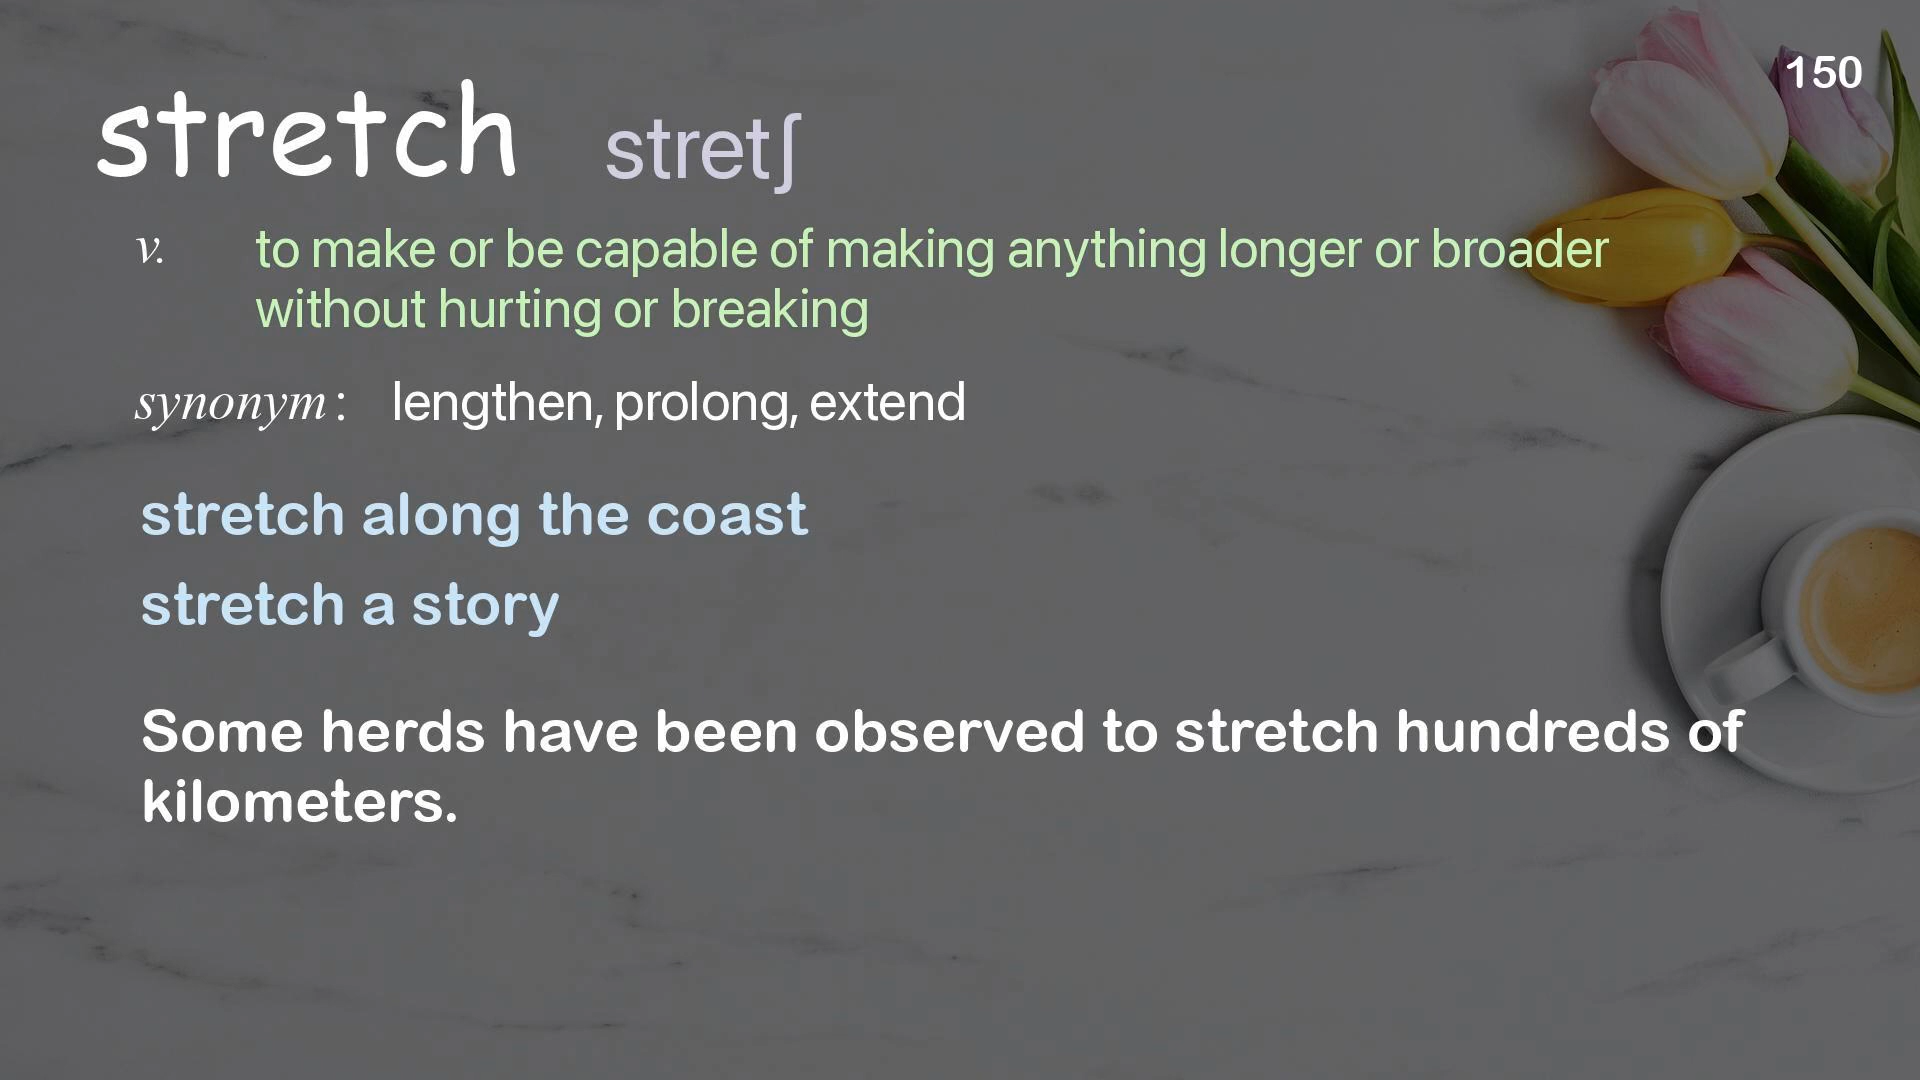 150
stretch stretʃ
v. to make or be capable of making anything longer or broader
without hurting or breaking
synonym: lengthen, prolong, extend
stretch along the coast
stretch a story
Some herds have been observed to stretch hundreds of
kilometers.